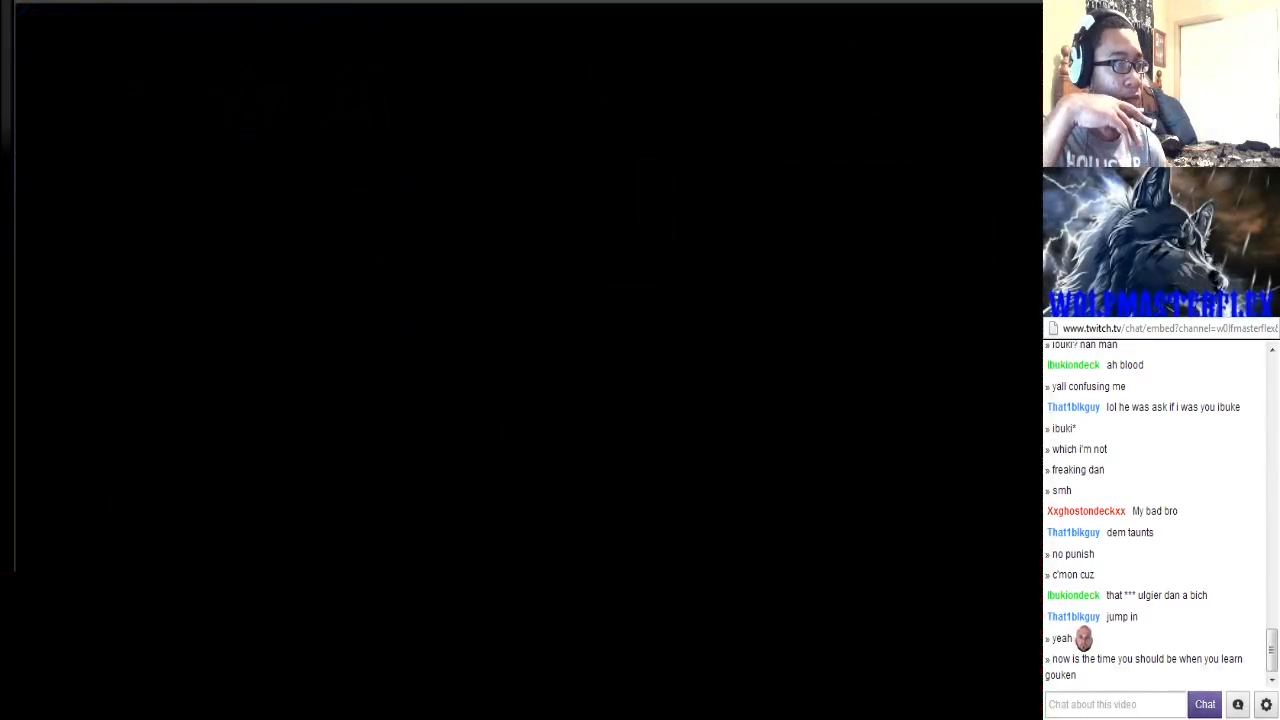 HOLLISTER
W0LFMASTERFLEX
www.twitch.tv/chat/embed?channel=w0lfmasterflex&
» ibuki? nah man
Ibukiondeck ah blood
» yall confusing me
That1blkguy lol he was ask if i was you ibuke
» ibuki*
» which i'm not
» freaking dan
» smh
Xxghostondeckxx My bad bro
That1blkguy dem taunts
» no punish
» c'mon cuz
Ibukiondeck that *** ulgier dan a bich
That1blkguy jump in
» yeah
» now is the time you should be when you learn
gouken
Chat about this video
Chat